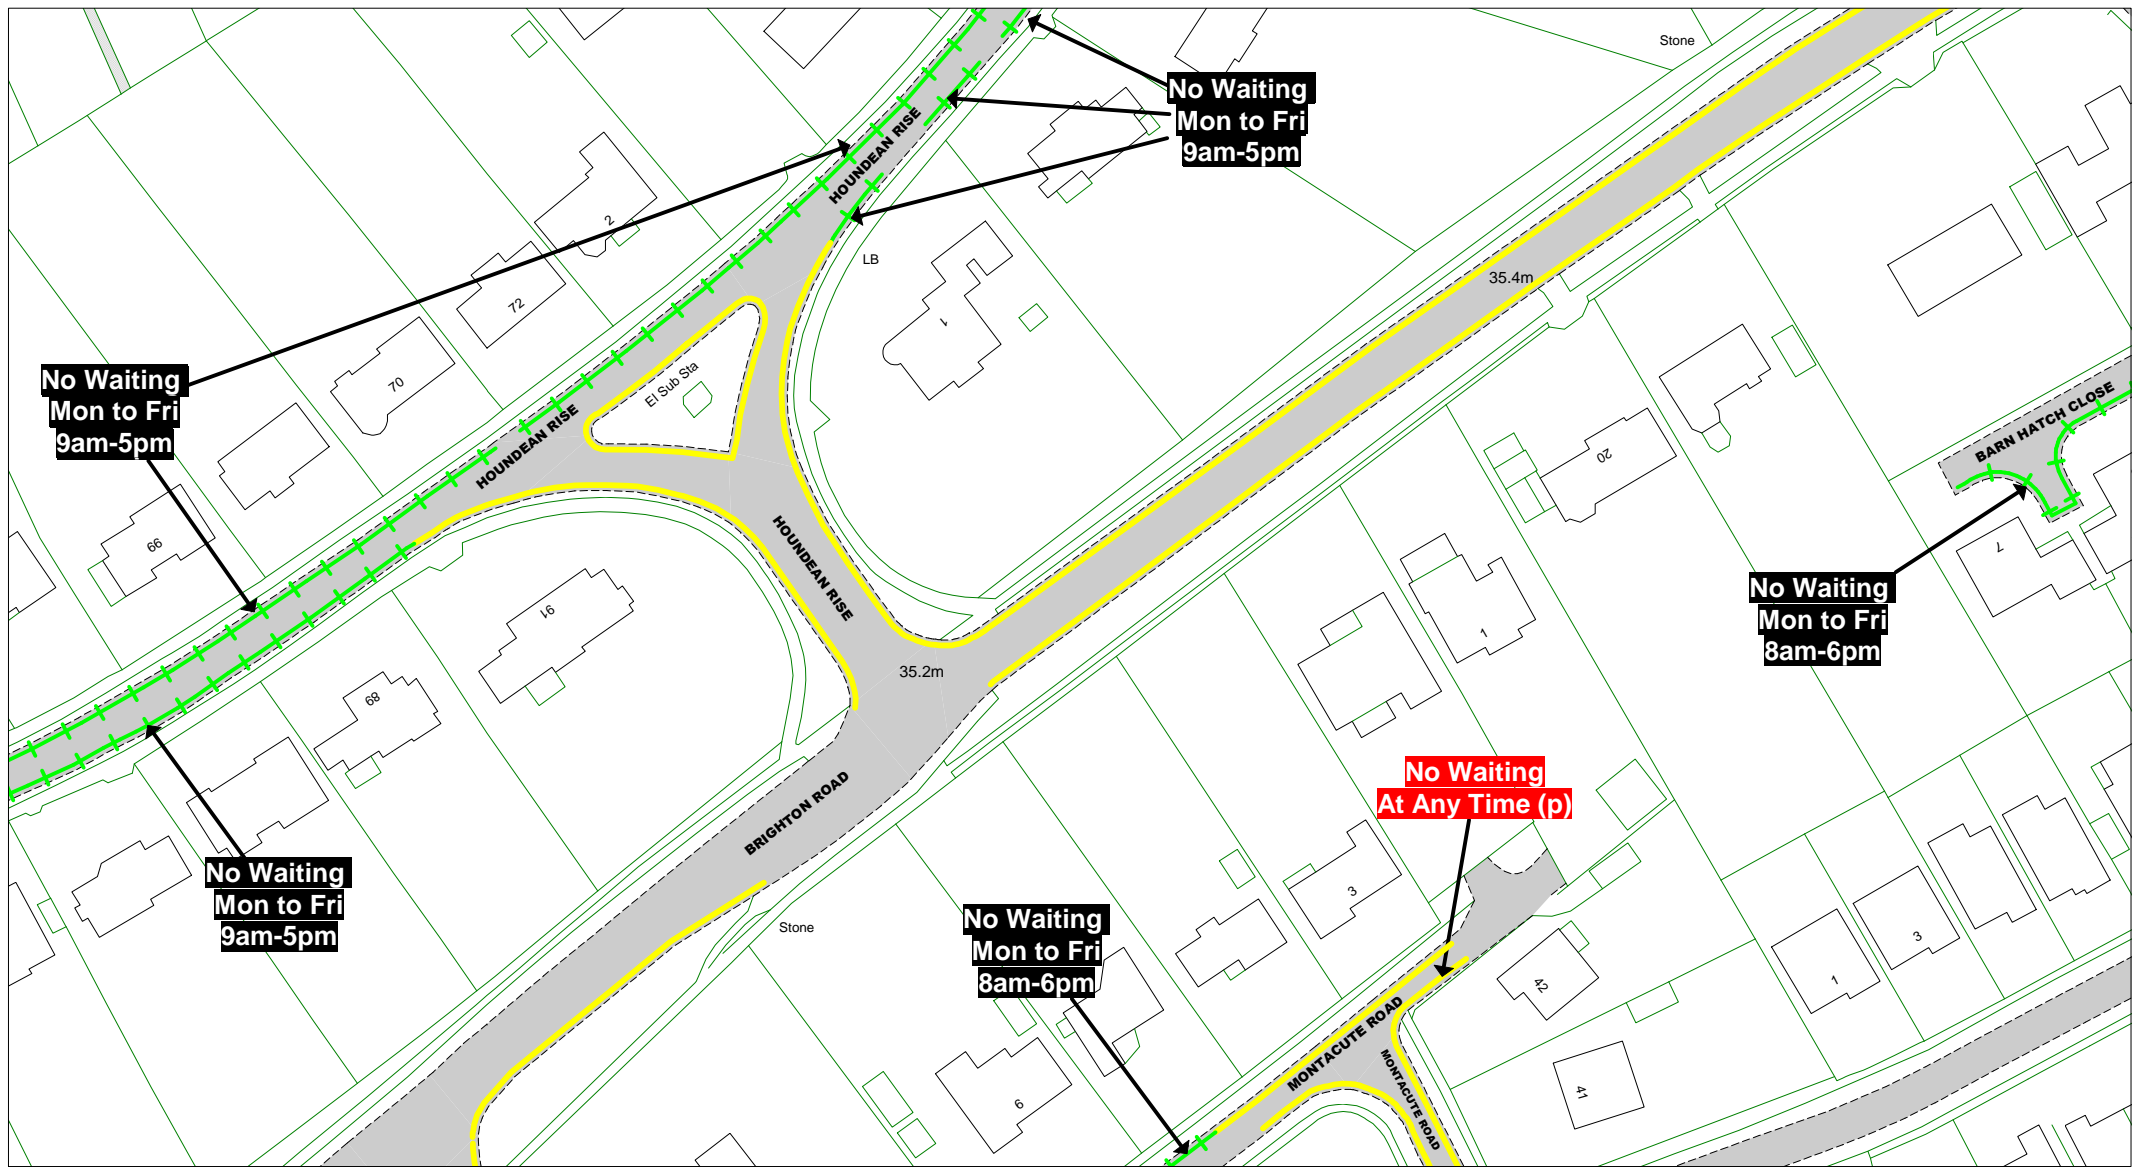 Stone
No Waiting
Mon to Fri
9am-5pm
HOUNDEAN RISE
2
LB
35.4m
72
1
El Sub Sta
No Waiting
Mon to Fri
9am-5pm
70
HOUNDEAN RISE
BARN HATCH CLOSE
20
66
HOUNDEAN RISE
7
No Waiting
Mon to Fri
8am-6pm
91
1
35.2m
68
No Waiting
At Any Time (p)
BRIGHTON ROAD
No Waiting
Mon to Fri
9am-5pm
3
Stone
No Waiting
Mon to Fri
8am-6pm
3
1
42
MONTACUTE ROAD
MONTACUTE ROAD
41
9